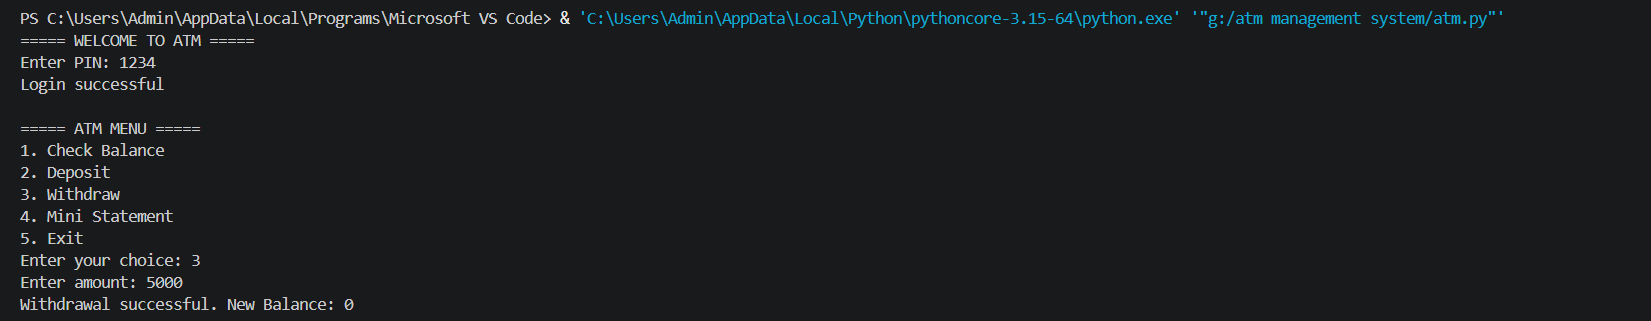 PS C:\Users\Admin\AppData\Local\Programs\Microsoft VS Code> & 'C:\Users\Admin\AppData\Local\Python\pythoncore-3.15-64\python.exe' '"g:/atm management system/atm.py"'
===== WELCOME TO ATM =====
Enter PIN: 1234
Login successful
===== ATM MENU =====
1. Check Balance
2. Deposit
3. Withdraw
4. Mini Statement
5. Exit
Enter your choice: 3
Enter amount: 5000
Withdrawal successful. New Balance: 0